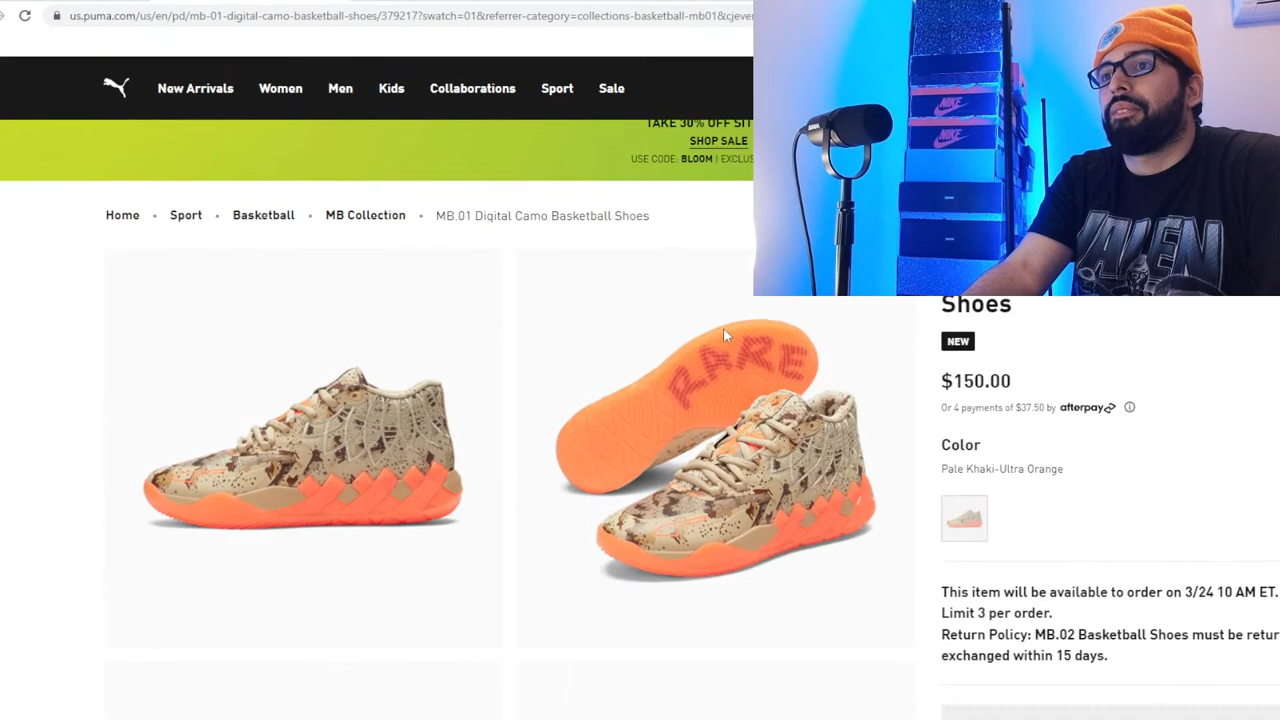 us.puma.com/us/en/pd/mb-01-digital-camo-basketball-shoes/379217?swatch=01&referrer-category=collections-basketball-mb01&cjever
New Arrivals Women Men Kids Collaborations Sport Sale
TAKE 30% OFF SIT
SHOP SALE
USE CODE: BLOOM | EXCLUS
NIKE
NIKE
Home • Sport • Basketball • MB Collection • MB.01 Digital Camo Basketball Shoes
Shoes
NEW
RARE
$150.00
Or 4 payments of $37.50 by afterpay
Color
Pale Khaki-Ultra Orange
This item will be available to order on 3/24 10 AM ET.
Limit 3 per order.
Return Policy: MB.02 Basketball Shoes must be retur
exchanged within 15 days.